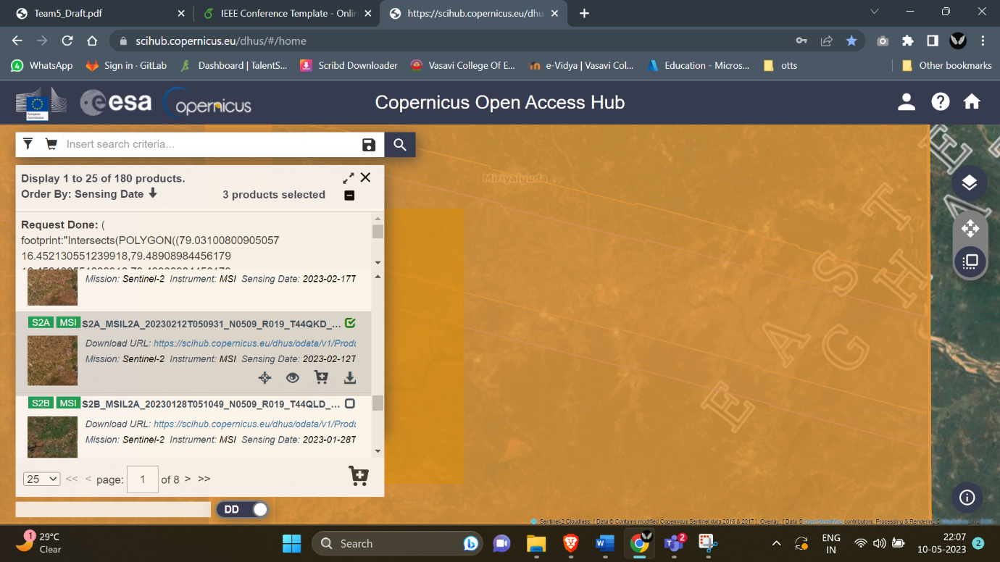 Team5_Draft.pdf
IEEE Conference Template - Onlin
https://scihub.copernicus.eu/dhu
scihub.copernicus.eu/dhus/#/home
WhatsApp
Sign in · GitLab
Dashboard | TalentS...
Scribd Downloader
Vasavi College Of E...
e-Vidya | Vasavi Col...
Education - Micros...
otts
Other bookmarks
European Commission
esa
opernicus
Copernicus Open Access Hub
Insert search criteria...
Display 1 to 25 of 180 products.
Order By: Sensing Date
3 products selected
Request Done: (
footprint:"Intersects(POLYGON((79.03100800905057
16.452130551239918,79.48908984456179
Mission: Sentinel-2 Instrument: MSI Sensing Date: 2023-02-17T
S2A MSI S2A_MSIL2A_20230212T050931_N0509_R019_T44QKD_...
Download URL: https://scihub.copernicus.eu/dhus/odata/v1/Produ
Mission: Sentinel-2 Instrument: MSI Sensing Date: 2023-02-12T
S2B MSI S2B_MSIL2A_20230128T051049_N0509_R019_T44QLD_...
Download URL: https://scihub.copernicus.eu/dhus/odata/v1/Produ
Mission: Sentinel-2 Instrument: MSI Sensing Date: 2023-01-28T
25 << < page: 1 of 8 > >>
DD
Miriyalguda
E A S T
G H A T
Sentinel-2 Cloudless: { Data © Contains modified Copernicus Sentinel data 2016 & 2017 }, Overlay: { Data © OpenStreetMap contributors, Processing & Rendering ©
1
29°C
Clear
Search
2
ENG
IN
22:07
10-05-2023
2